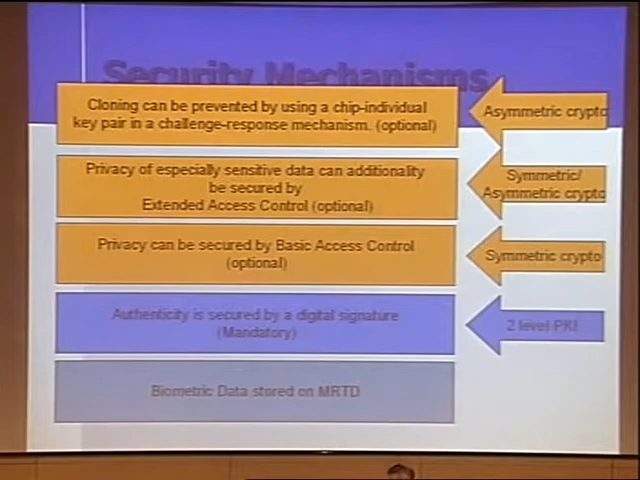 Security Mechanisms
Cloning can be prevented by using a chip-individual
key pair in a challenge-response mechanism. (optional)
Asymmetric crypto
Privacy of especially sensitive data can additionality
be secured by
Extended Access Control (optional)
Symmetric/
Asymmetric crypto
Privacy can be secured by Basic Access Control
(optional)
Symmetric crypto
Authenticity is secured by a digital signature
(Mandatory)
2 level PKI
Biometric Data stored on MRTD